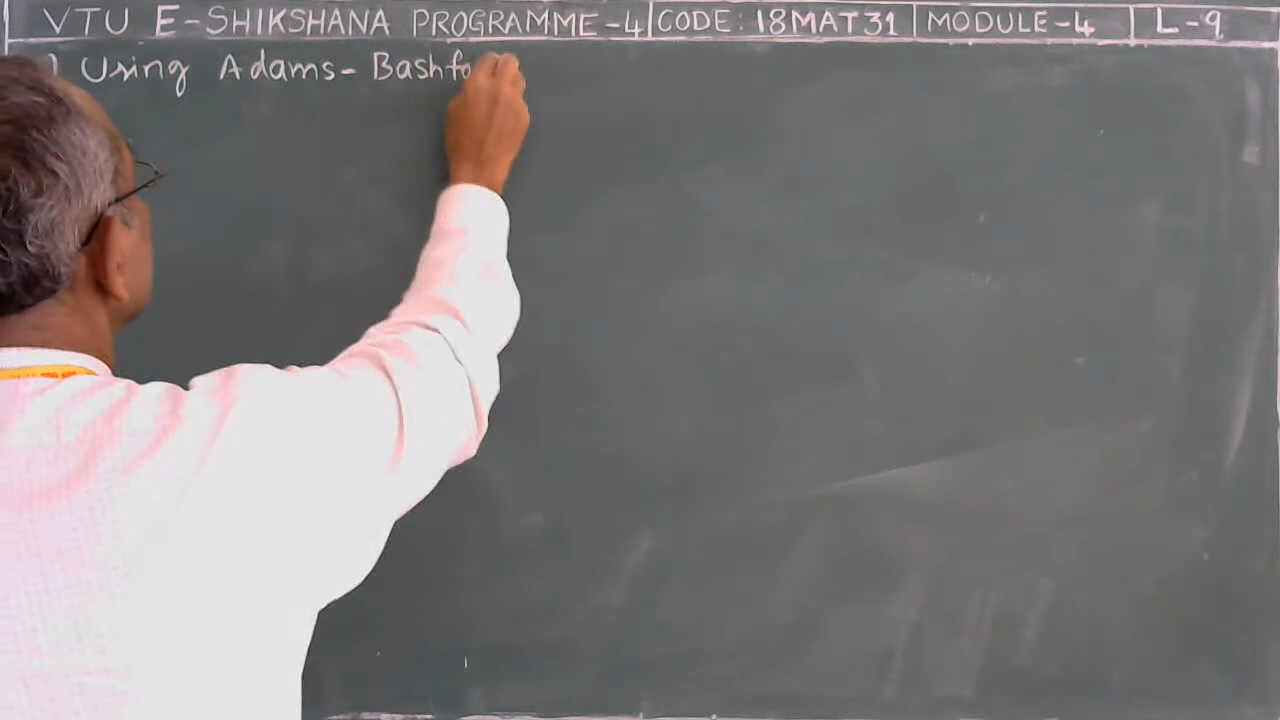 VTU E-SHIKSHANA PROGRAMME-4 CODE: 18MAT31 MODULE-4 L-9
) Using Adams-Bashfo